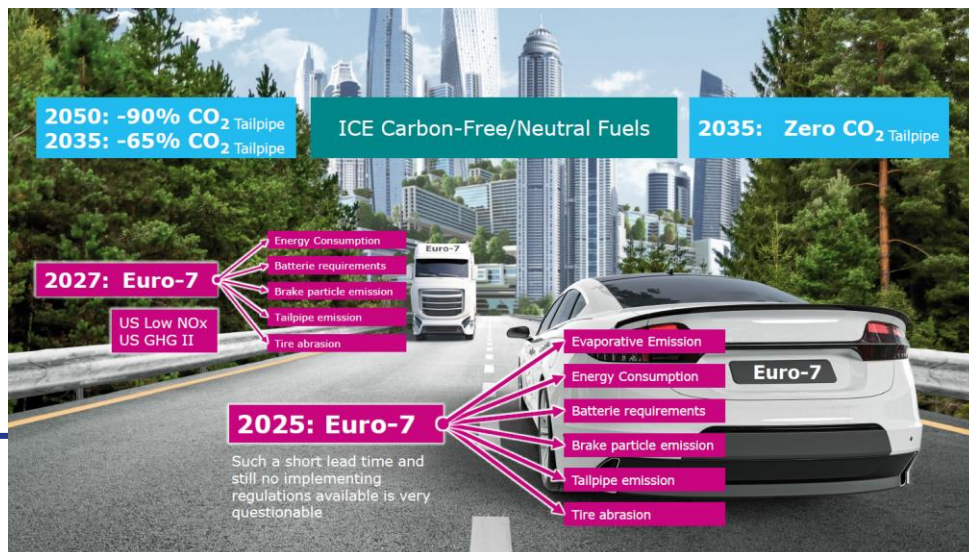 2050: -90% CO2 Tailpipe
2035: -65% CO2 Tailpipe
ICE Carbon-Free/Neutral Fuels
2035: Zero CO2 Tailpipe
2027: Euro-7
US Low NOx
US GHG II
Energy Consumption
Batterie requirements
Brake particle emission
Tailpipe emission
Tire abrasion
Euro-7
2025: Euro-7
Such a short lead time and
still no implementing
regulations available is very
questionable
Evaporative Emission
Energy Consumption
Batterie requirements
Brake particle emission
Tailpipe emission
Tire abrasion
Euro-7